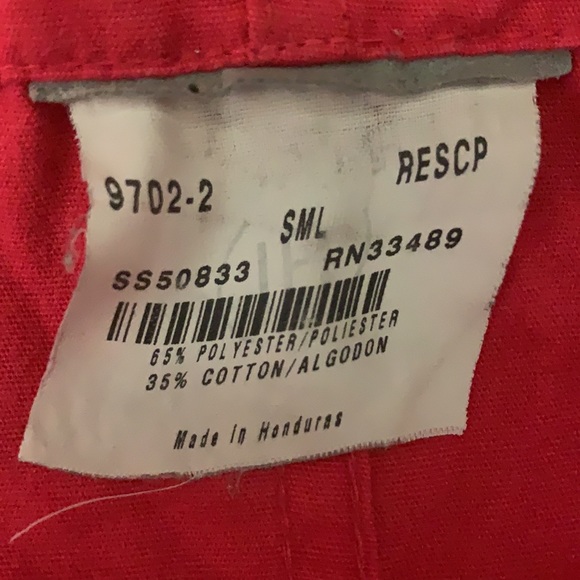 9702-2 RESCP
SML
SS50833 RN33489
65% POLYESTER/POLIESTER
35% COTTON/ALGODON
Made in Honduras